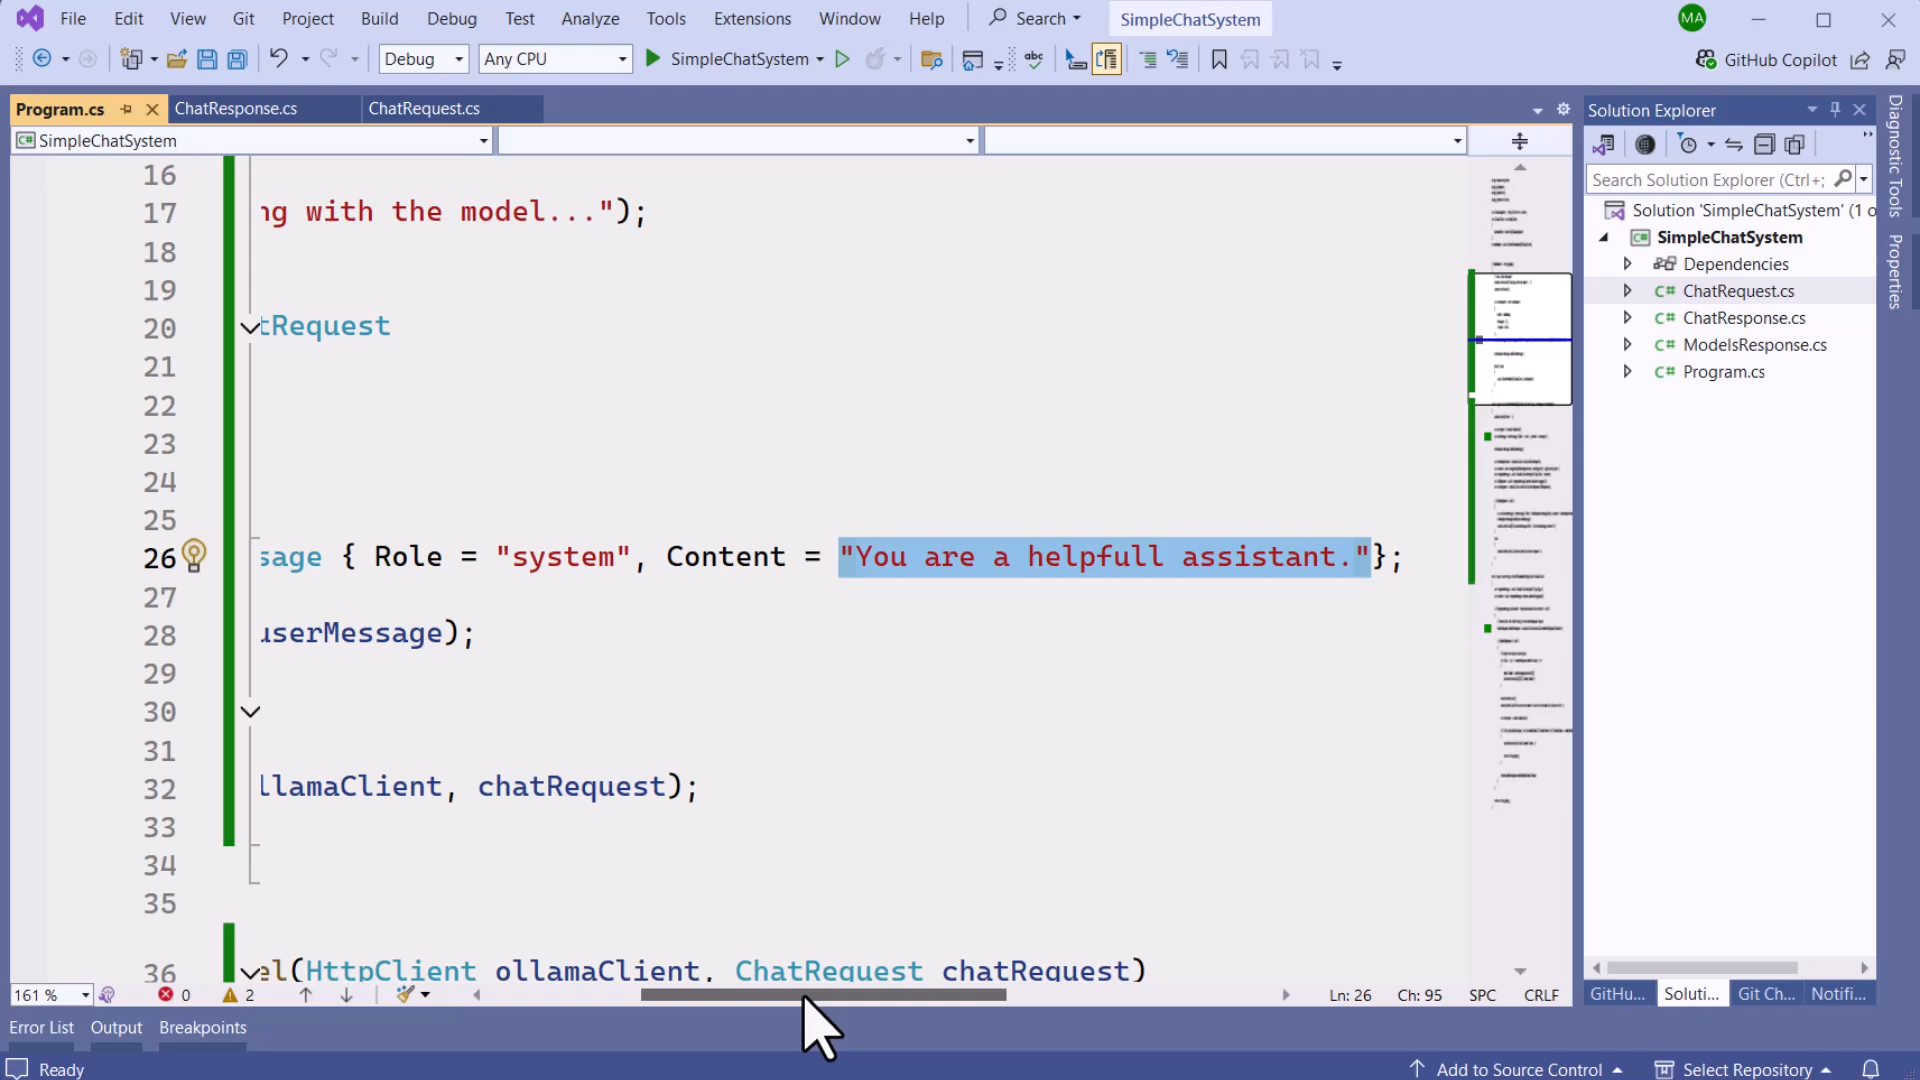 File Edit View Git Project Build Debug Test Analyze Tools Extensions Window Help Search SimpleChatSystem MA
Debug Any CPU SimpleChatSystem abc GitHub Copilot
Program.cs ChatResponse.cs ChatRequest.cs
C# SimpleChatSystem
16
17 ng with the model...");
18
19
20 tRequest
21
22
23
24
25
26 sage { Role = "system", Content = "You are a helpfull assistant."};
27
28 userMessage);
29
30
31
32 llamaClient, chatRequest);
33
34
35
36 el(HttpClient ollamaClient, ChatRequest chatRequest)
161 % 0 2 Ln: 26 Ch: 95 SPC CRLF
Solution Explorer
Search Solution Explorer (Ctrl+;
Solution 'SimpleChatSystem' (1 o
C# SimpleChatSystem
Dependencies
C# ChatRequest.cs
C# ChatResponse.cs
C# ModelsResponse.cs
C# Program.cs
GitHu... Soluti... Git Ch... Notifi...
Diagnostic Tools
Properties
Error List Output Breakpoints
Ready Add to Source Control Select Repository